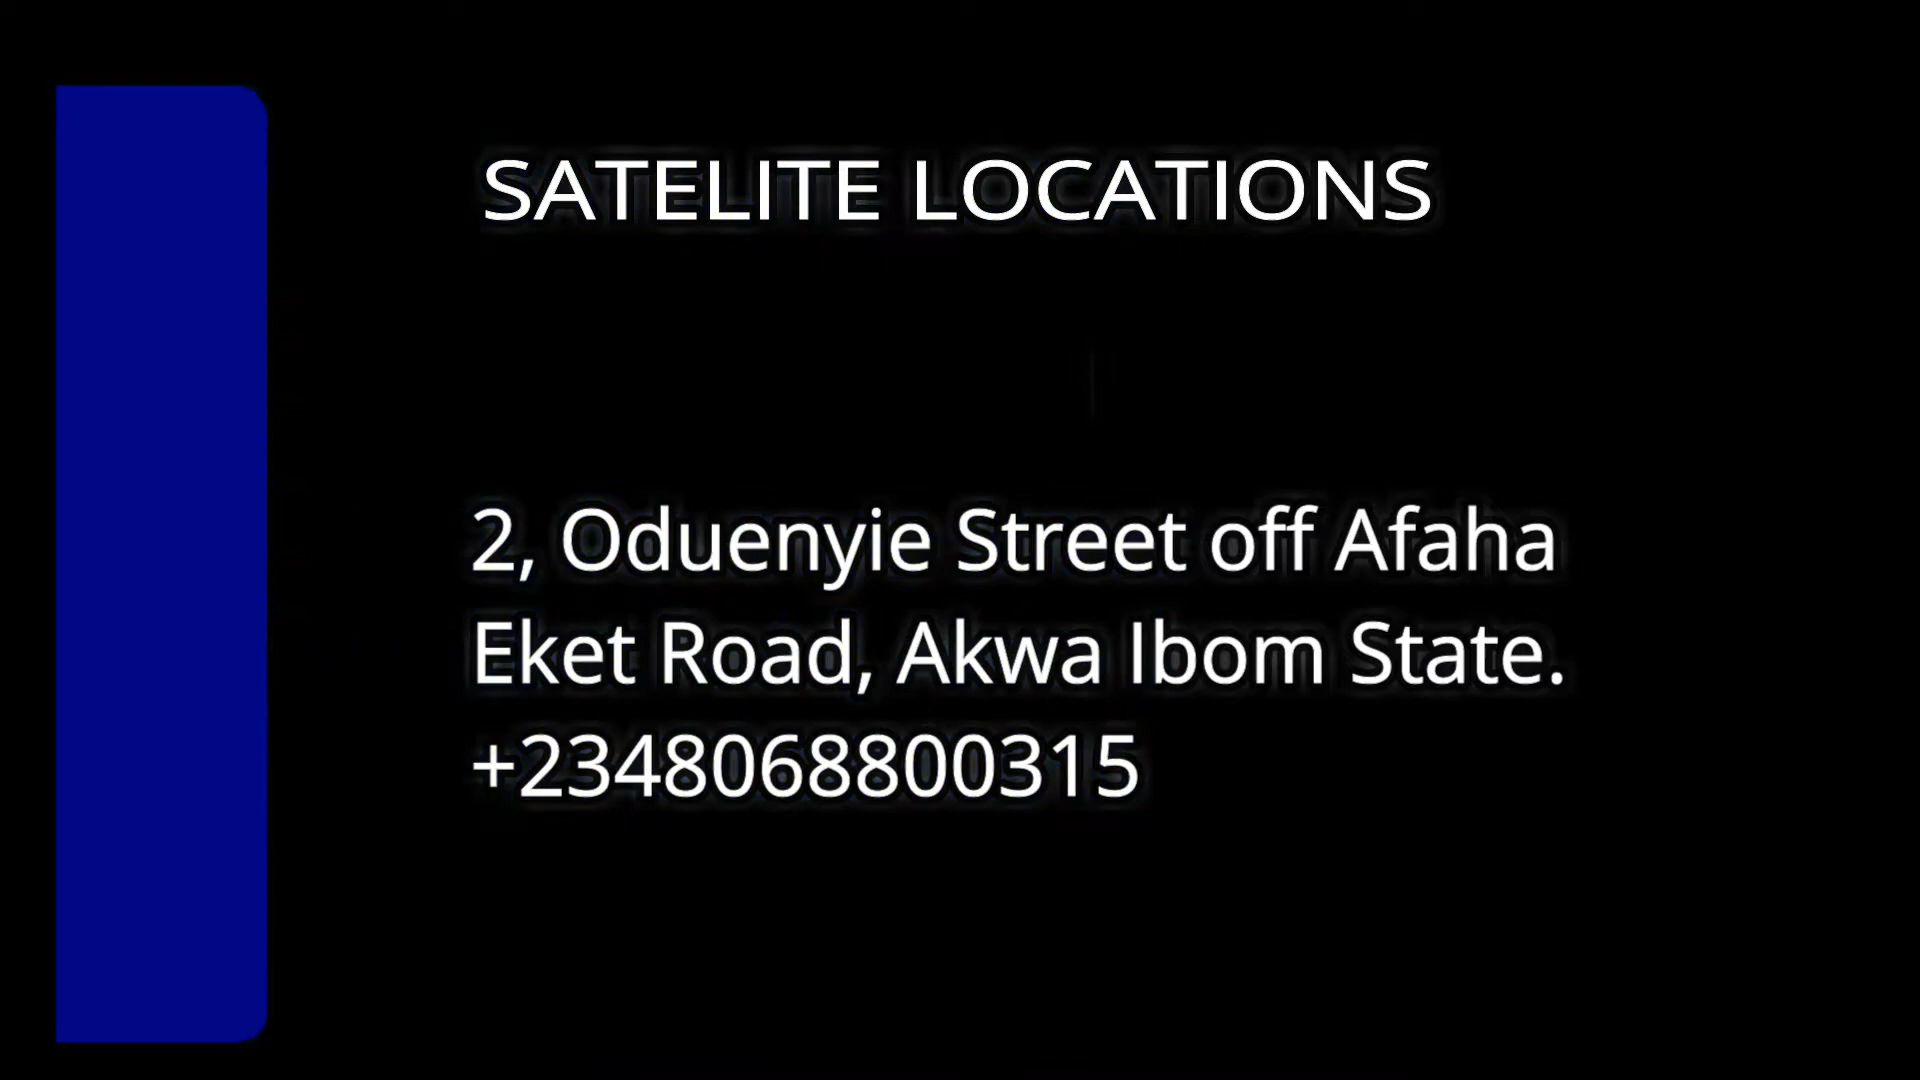 SATELITE LOCATIONS
2, Oduenyie Street off Afaha
Eket Road, Akwa Ibom State.
+2348068800315